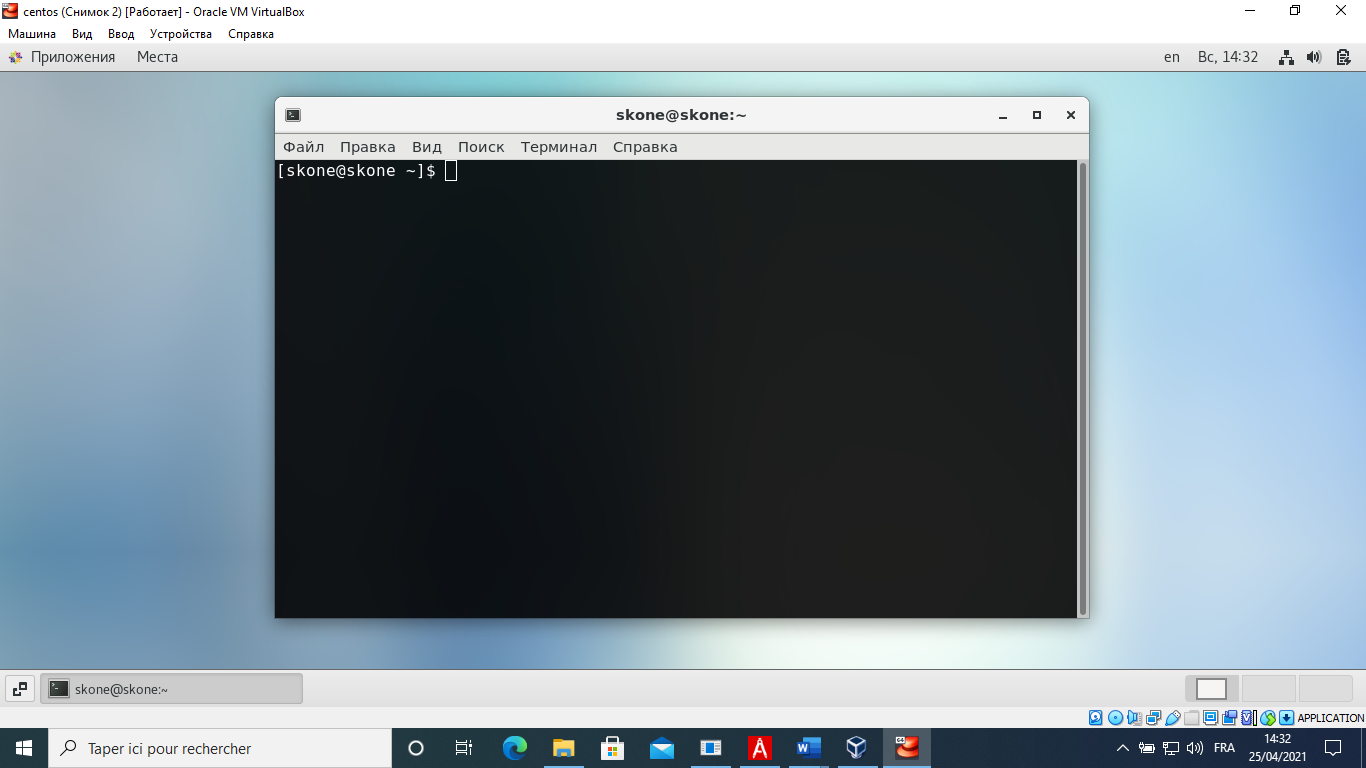 centos (Снимок 2) [Работает] - Oracle VM VirtualBox
Машина Вид Ввод Устройства Справка
Приложения Места en Вс, 14:32
skone@skone:~
Файл Правка Вид Поиск Терминал Справка
[skone@skone ~]$
skone@skone:~
APPLICATION
Taper ici pour rechercher FRA 14:32
25/04/2021